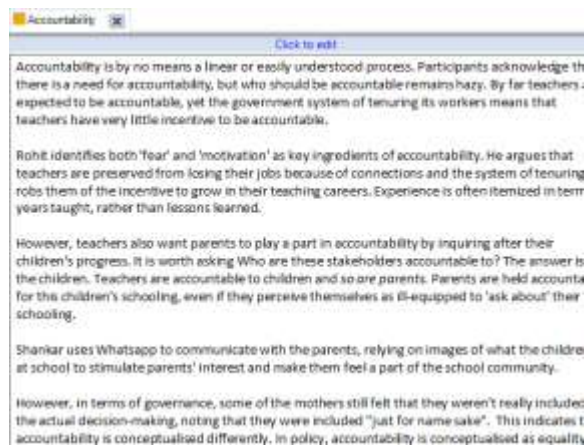 Accountability
Click to edit
Accountability is by no means a linear or easily understood process. Participants acknowledge th
there is a need for accountability, but who should be accountable remains hazy. By far teachers a
expected to be accountable, yet the government system of tenuring its workers means that
teachers have very little incentive to be accountable.
Rohit identifies both 'fear' and 'motivation' as key ingredients of accountability. He argues that
teachers are preserved from losing their jobs because of connections and the system of tenuring
robs them of the incentive to grow in their teaching careers. Experience is often itemized in term
years taught, rather than lessons learned.
However, teachers also want parents to play a part in accountability by inquiring after their
children's progress. It is worth asking Who are these stakeholders accountable to? The answer is
the children. Teachers are accountable to children and so are parents. Parents are held accounta
for this children's schooling, even if they perceive themselves as ill-equipped to 'ask about' their
schooling.
Shankar uses Whatsapp to communicate with the parents, relying on images of what the childre
at school to stimulate parents' interest and make them feel a part of the school community.
However, in terms of governance, some of the mothers still felt that they weren't really included
the actual decision-making, noting that they were included "just for name sake". This indicates
accountability is conceptualised differently. In policy, accountability is conceptualised as equal